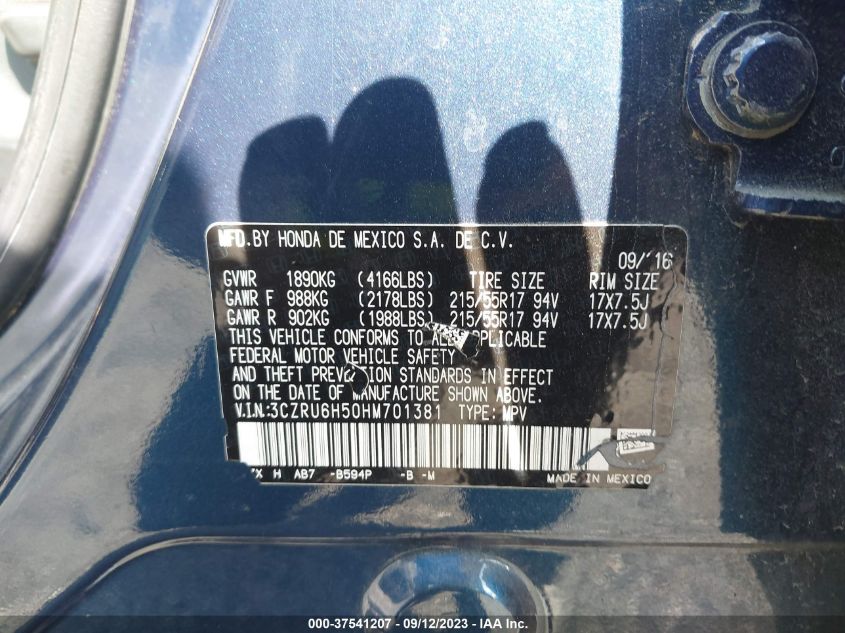 MFD.BY HONDA DE MEXICO S.A. DE C.V.
09/'16
GVWR 1890KG (4166LBS) TIRE SIZE RIM SIZE
GAWR F 988KG (2178LBS) 215/55R17 94V 17X7.5J
GAWR R 902KG (1988LBS) 215/55R17 94V 17X7.5J
THIS VEHICLE CONFORMS TO ALL APPLICABLE
FEDERAL MOTOR VEHICLE SAFETY
AND THEFT PREVENTION STANDARDS IN EFFECT
ON THE DATE OF MANUFACTURE SHOWN ABOVE.
V.I.N:3CZRU6H50HM701381 TYPE: MPV
H AB7 -B594P -B -M
MADE IN MEXICO
000-37541207 - 09/12/2023 - IAA Inc.